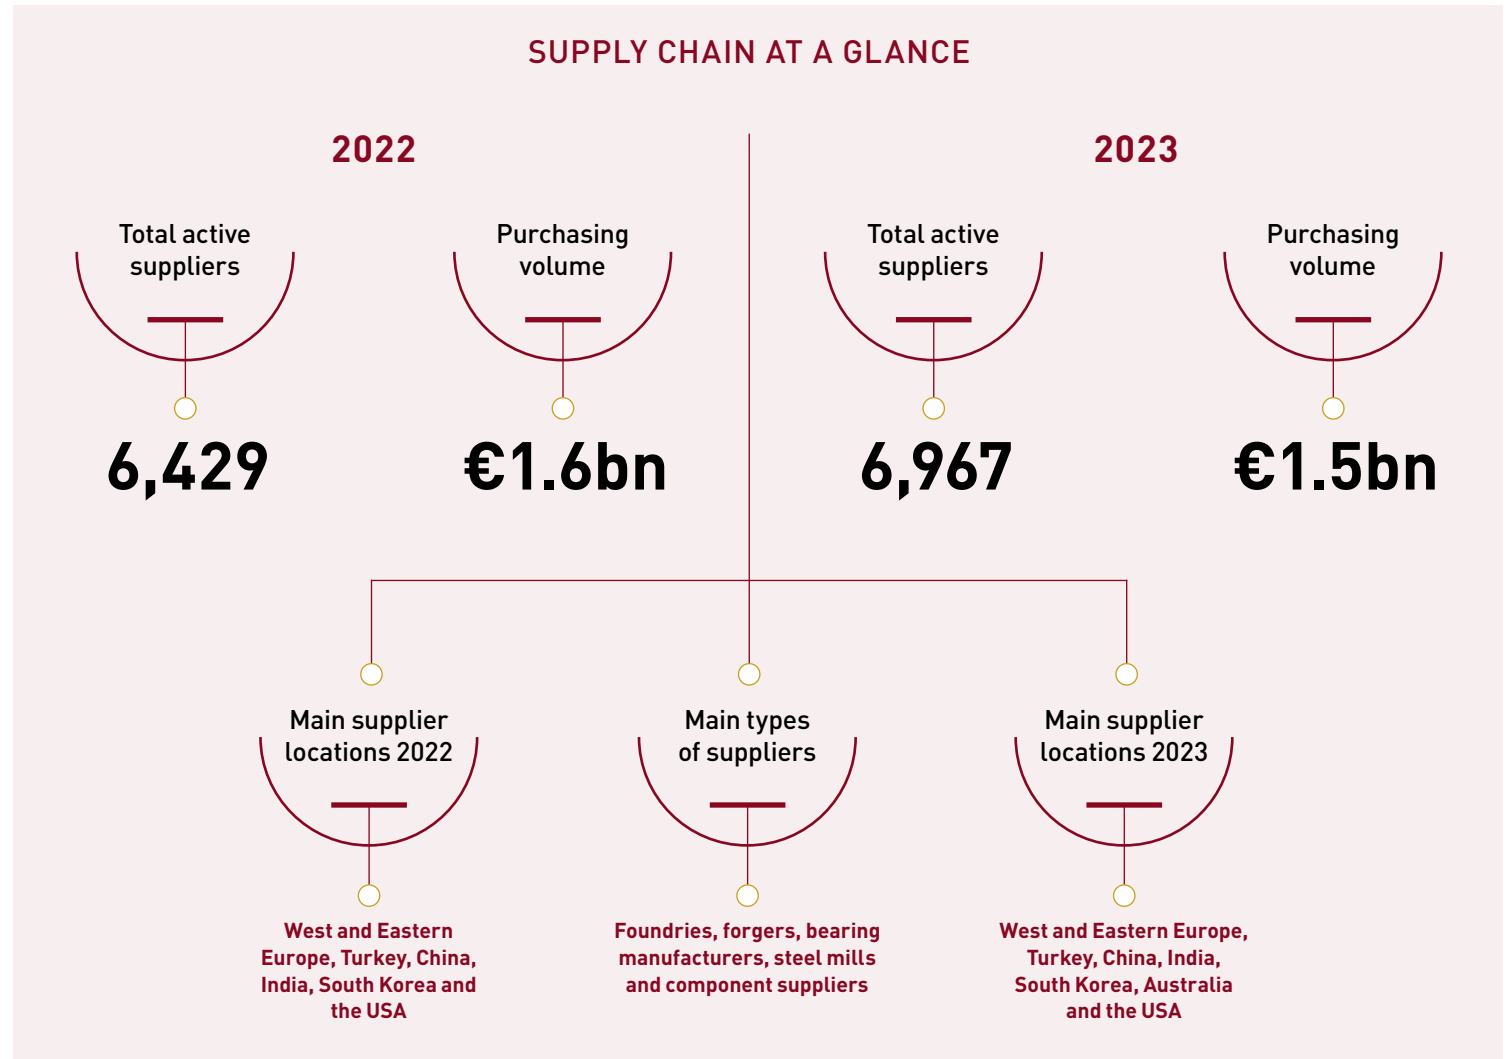 SUPPLY CHAIN AT A GLANCE
2022
Total active
suppliers
6,429
Purchasing
volume
€1.6bn
2023
Total active
suppliers
6,967
Purchasing
volume
€1.5bn
Main supplier
locations 2022
West and Eastern
Europe, Turkey, China,
India, South Korea and
the USA
Main types
of suppliers
Foundries, forgers, bearing
manufacturers, steel mills
and component suppliers
Main supplier
locations 2023
West and Eastern Europe,
Turkey, China, India,
South Korea, Australia
and the USA